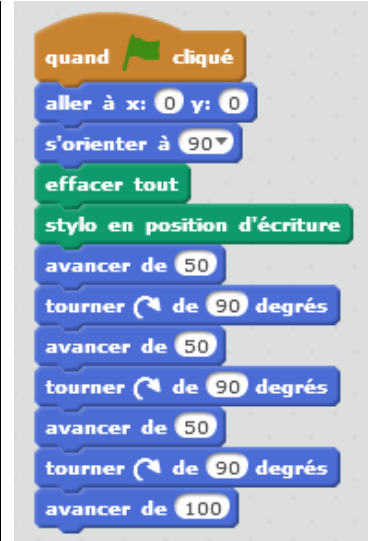 quand cliqué
aller à x: 0 y: 0
s'orienter à 90
effacer tout
stylo en position d'écriture
avancer de 50
tourner de 90 degrés
avancer de 50
tourner de 90 degrés
avancer de 50
tourner de 90 degrés
avancer de 100